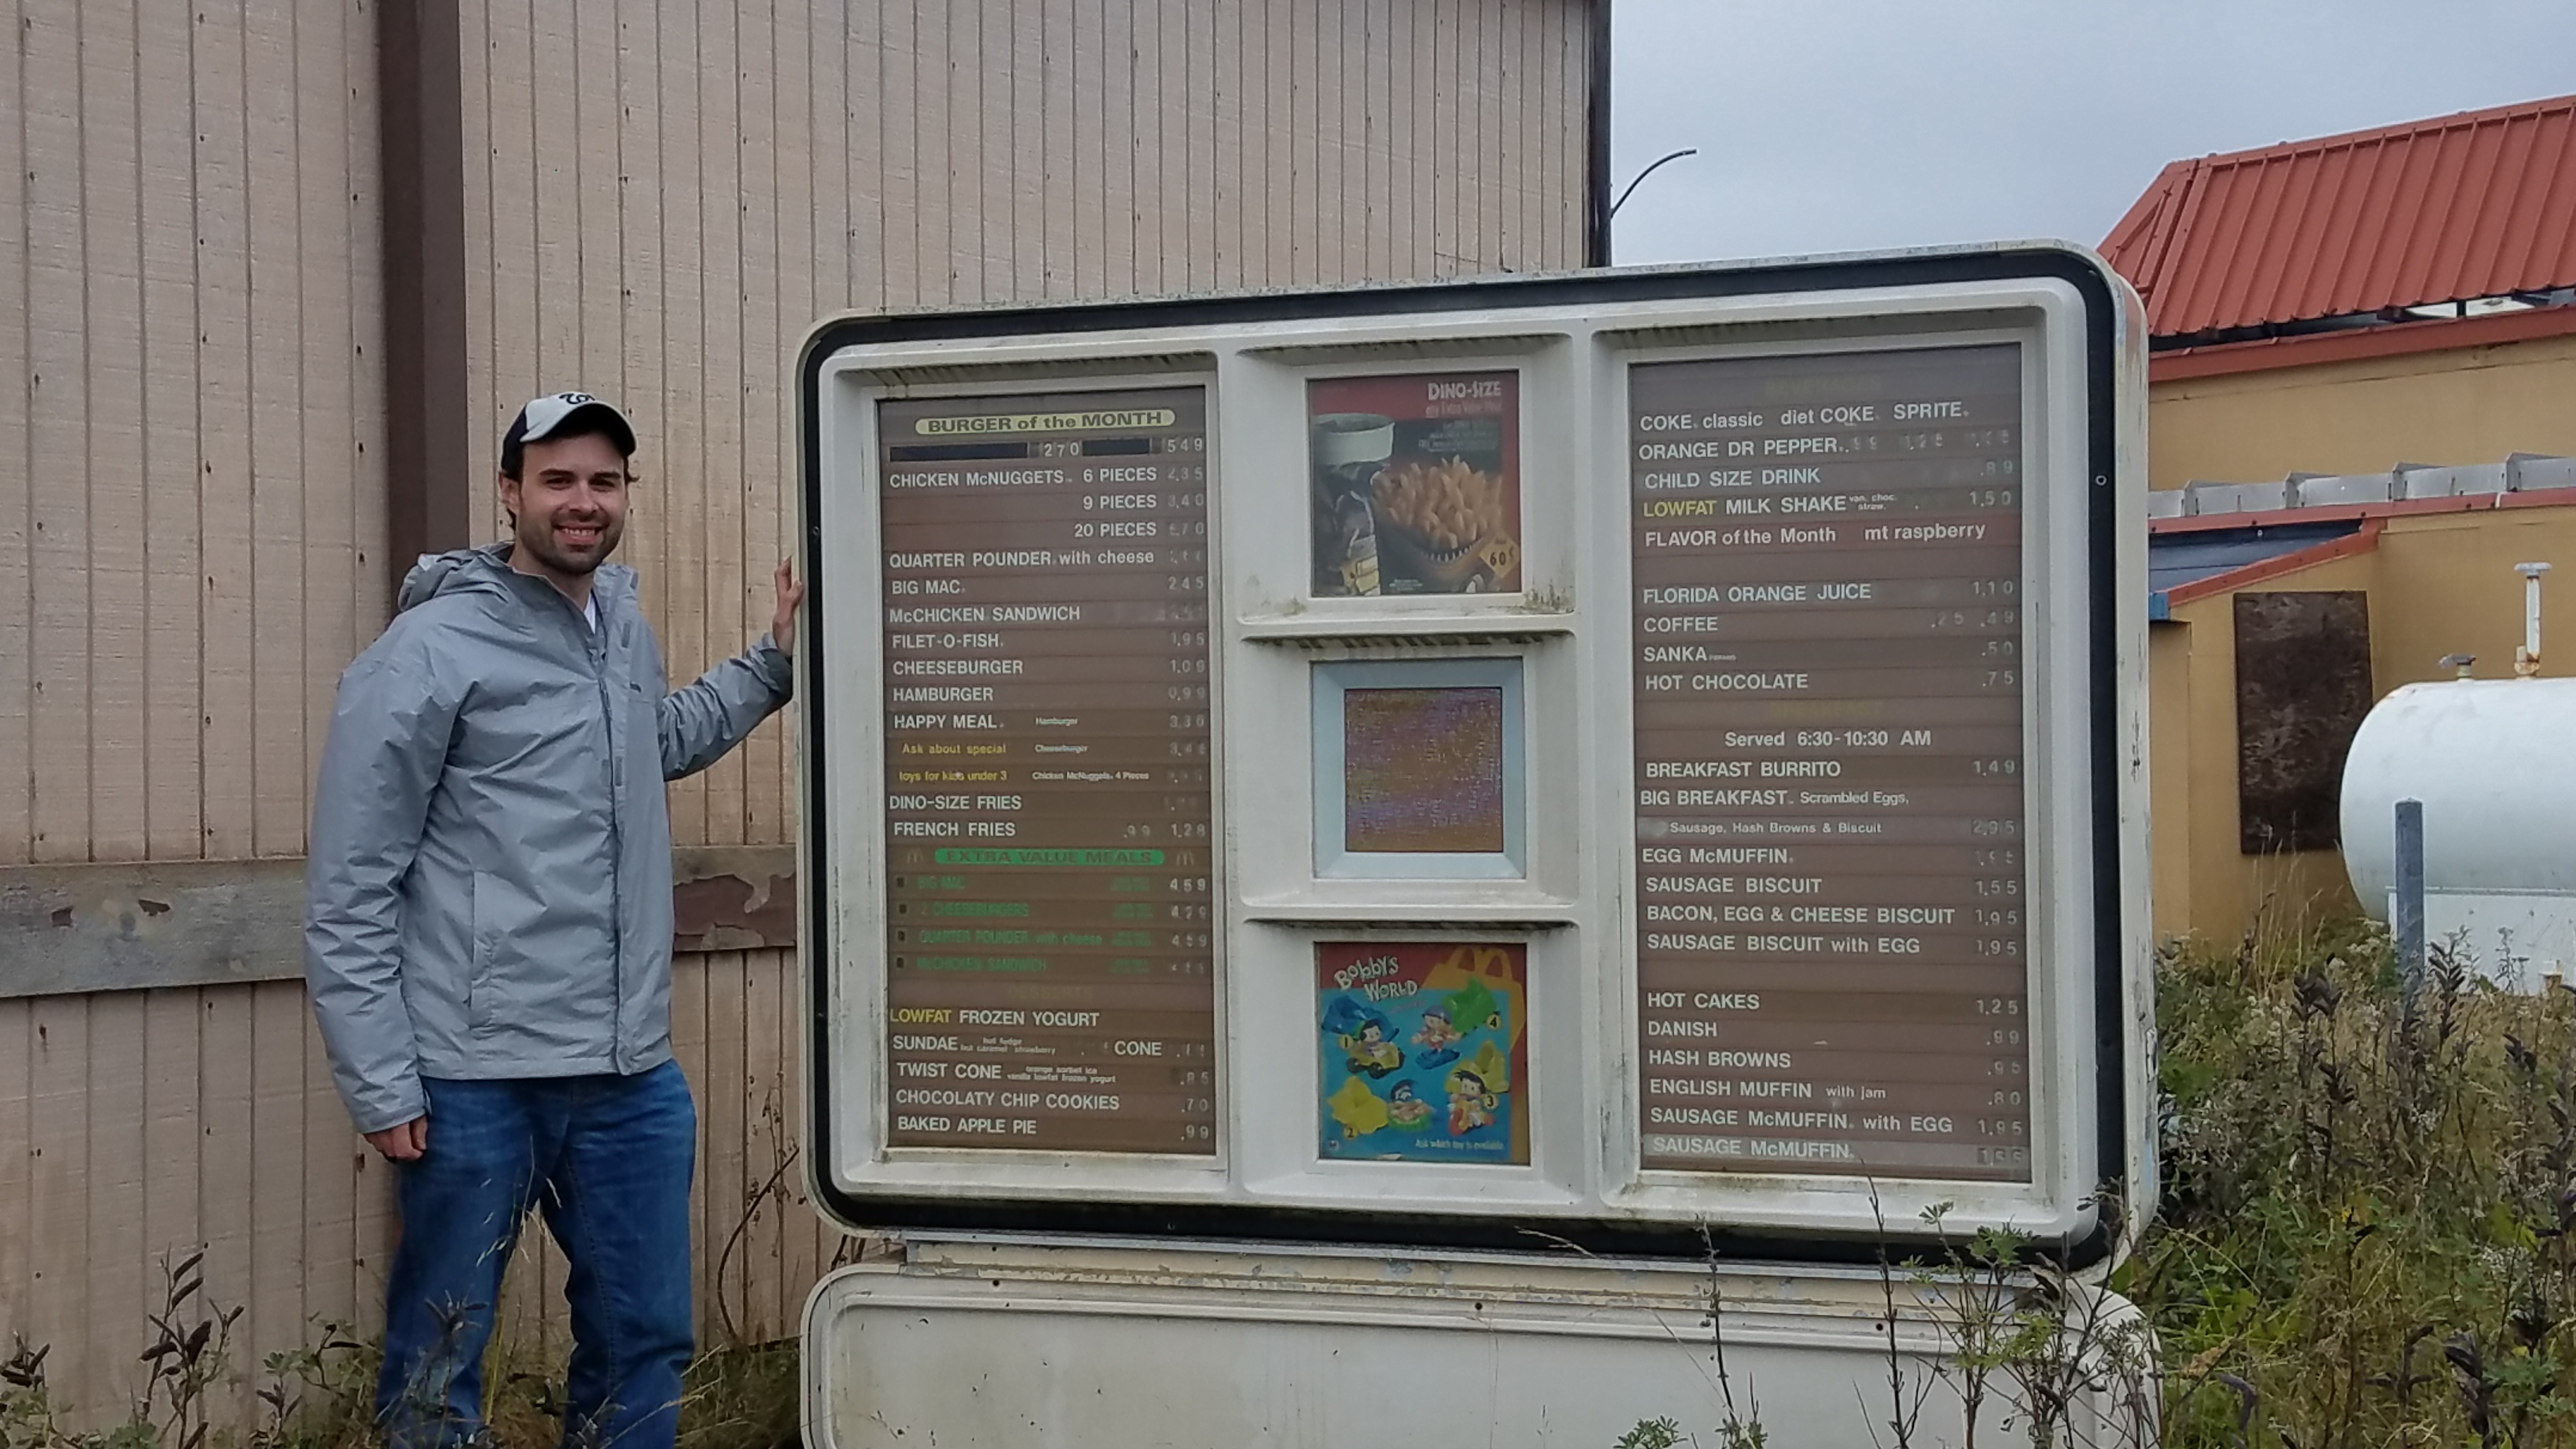 BURGER of the MONTH
270 549
CHICKEN McNUGGETS 6 PIECES 2.35
9 PIECES 3.40
20 PIECES
QUARTER POUNDER with cheese
BIG MAC 2.45
McCHICKEN SANDWICH
FILET-O-FISH 1.95
CHEESEBURGER 1.09
HAMBURGER 0.99
HAPPY MEAL Hamburger 3.30
Ask about special Cheeseburger
toys for kids under 3 Chicken McNuggets 4 Pieces
DINO-SIZE FRIES
FRENCH FRIES .99 1.28
EXTRA VALUE MEALS
BIG MAC 4.59
2 CHEESEBURGERS
QUARTER POUNDER with cheese 4.59
McCHICKEN SANDWICH
LOWFAT FROZEN YOGURT
SUNDAE hot fudge hot caramel strawberry CONE
TWIST CONE orange sorbet ice vanilla lowfat frozen yogurt .85
CHOCOLATY CHIP COOKIES .70
BAKED APPLE PIE .99
DINO-SIZE
60¢
BOBBY'S WORLD
1
4
2
3
Ask which toy is available
COKE classic diet COKE SPRITE
ORANGE DR PEPPER
CHILD SIZE DRINK .89
LOWFAT MILK SHAKE van. choc. straw. 1.50
FLAVOR of the Month mt raspberry
FLORIDA ORANGE JUICE 1.10
COFFEE .25 .49
SANKA .50
HOT CHOCOLATE .75
Served 6:30-10:30 AM
BREAKFAST BURRITO 1.49
BIG BREAKFAST Scrambled Eggs,
Sausage, Hash Browns & Biscuit 2.95
EGG McMUFFIN
SAUSAGE BISCUIT 1.55
BACON, EGG & CHEESE BISCUIT 1.95
SAUSAGE BISCUIT with EGG 1.95
HOT CAKES 1.25
DANISH .99
HASH BROWNS .95
ENGLISH MUFFIN with jam .80
SAUSAGE McMUFFIN with EGG 1.95
SAUSAGE McMUFFIN 1.55